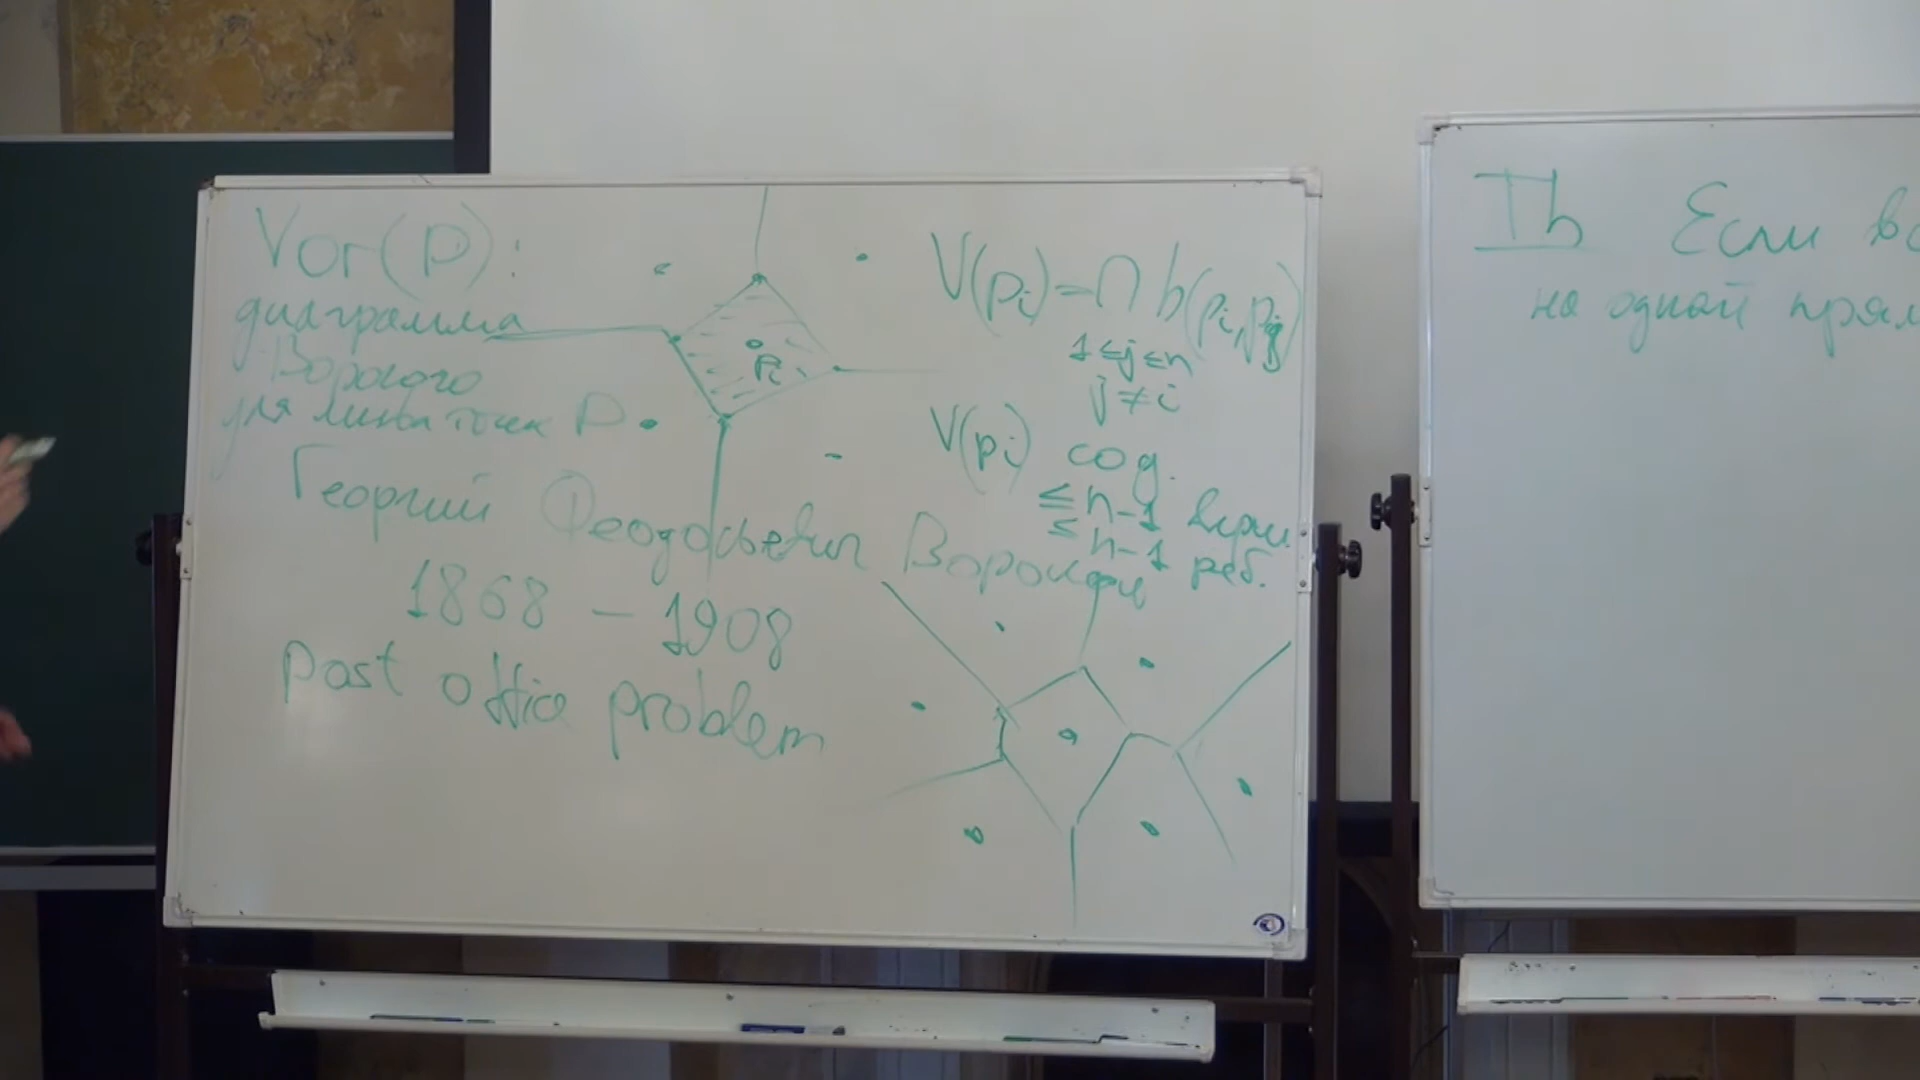 Vor(P):
диаграмма
Вороного
для мн-ва точек P
Pi
Георгий Феодосьевич Вороной
1868 – 1908
Post office problem
V(pi) = ∩ h(pi, pj)
1 ≤ j ≤ n
j ≠ i
V(pi) сод.
≤ n-1 верш.
≤ n-1 реб.
Th Если вс
на одной прям